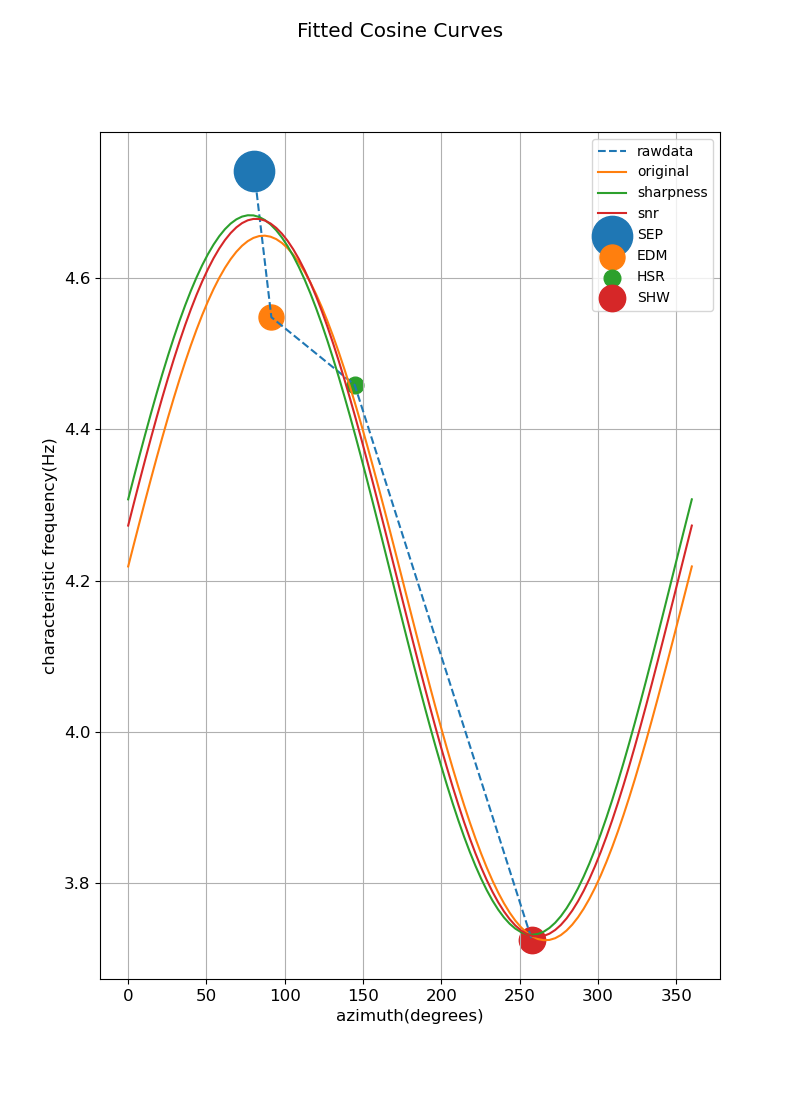 Fitted Cosine Curves
rawdata
original
sharpness
snr
SEP
EDM
HSR
SHW
characteristic frequency(Hz)
4.6
4.4
4.2
4.0
3.8
0 50 100 150 200 250 300 350
azimuth(degrees)